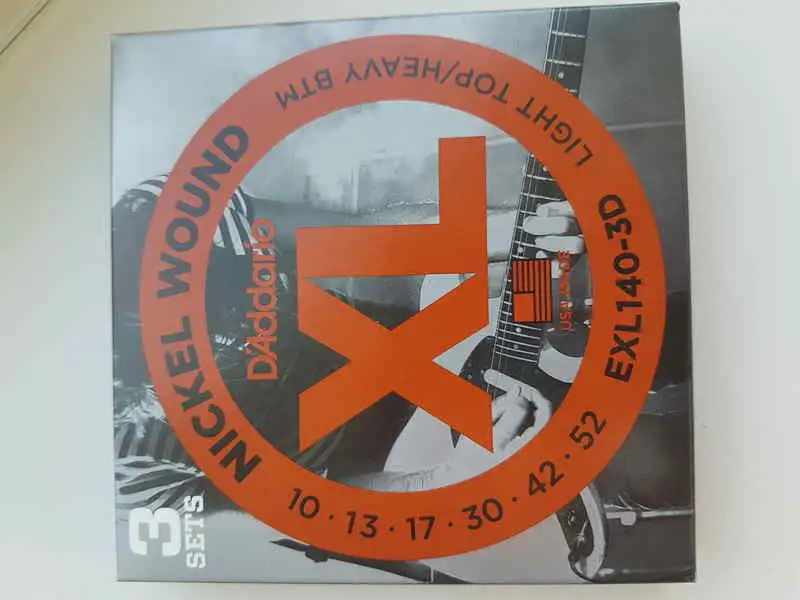 NICKEL WOUND
D'Addario
XL
USA MADE
10 · 13 · 17 · 30 · 42 · 52
EXL140-3D
LIGHT TOP/HEAVY BTM
3
SETS